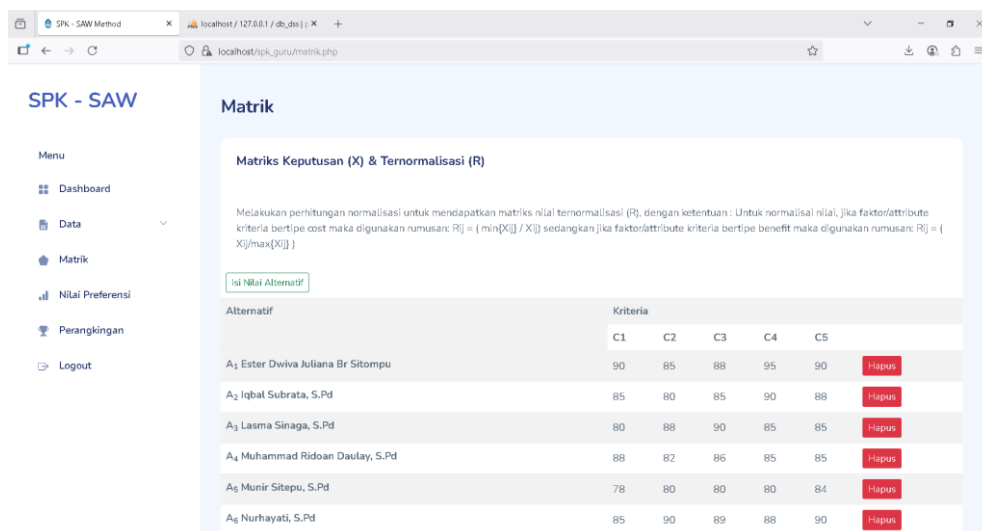 SPK - SAW Method
localhost / 127.0.0.1 / db_dss | p
localhost/spk_guru/matrik.php
SPK - SAW
Menu
Dashboard
Data
Matrik
Nilai Preferensi
Perangkingan
Logout
Matrik
Matriks Keputusan (X) & Ternormalisasi (R)
Melakukan perhitungan normalisasi untuk mendapatkan matriks nilai ternormalisasi (R), dengan ketentuan : Untuk normalisai nilai, jika faktor/attribute
kriteria bertipe cost maka digunakan rumusan: Rij = ( min{Xij} / Xij) sedangkan jika faktor/attribute kriteria bertipe benefit maka digunakan rumusan: Rij = (
Xij/max{Xij} )
Isi Nilai Alternatif
Alternatif Kriteria
C1 C2 C3 C4 C5
A1 Ester Dwiva Juliana Br Sitompu 90 85 88 95 90 Hapus
A2 Iqbal Subrata, S.Pd 85 80 85 90 88 Hapus
A3 Lasma Sinaga, S.Pd 80 88 90 85 85 Hapus
A4 Muhammad Ridoan Daulay, S.Pd 88 82 86 85 85 Hapus
A5 Munir Sitepu, S.Pd 78 80 80 80 84 Hapus
A6 Nurhayati, S.Pd 85 90 89 88 90 Hapus